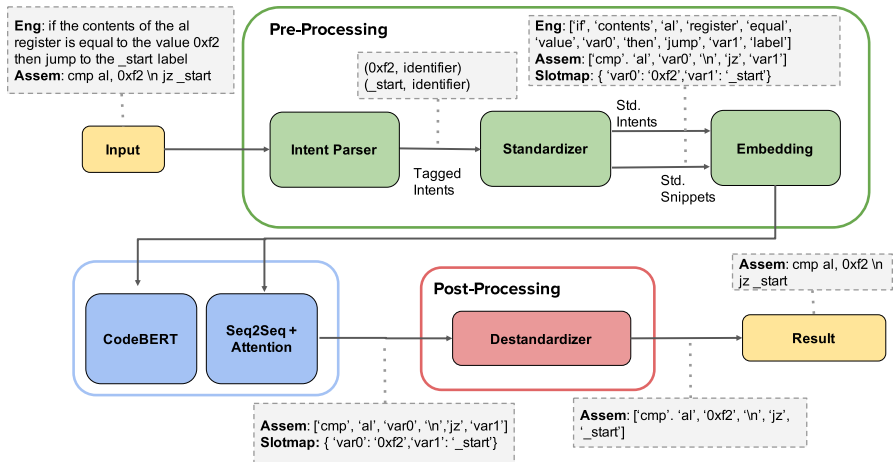 Eng: if the contents of the al
register is equal to the value 0xf2
then jump to the _start label
Assem: cmp al, 0xf2 \n jz _start
Pre-Processing
(0xf2, identifier)
(_start, identifier)
Eng: ['if', ‘contents’, ‘al’, ‘register’, ‘equal’,
‘value’, ‘var0’, ‘then’, ‘jump’, ‘var1’, ‘label’]
Assem: [‘cmp’. ‘al’, ‘var0’, ‘\n’, ‘jz’, ‘var1’]
Slotmap: { ‘var0’: ‘0xf2’,‘var1’: ‘_start’}
Input
Intent Parser
Tagged
Intents
Standardizer
Std.
Intents
Std.
Snippets
Embedding
CodeBERT
Seq2Seq +
Attention
Post-Processing
Destandardizer
Assem: cmp al, 0xf2 \n
jz _start
Result
Assem: [‘cmp’, ‘al’, ‘var0’, ‘\n’,‘jz’, ‘var1’]
Slotmap: { ‘var0’: ‘0xf2’,‘var1’: ‘_start’}
Assem: [‘cmp’. ‘al’, ‘0xf2’, ‘\n’, ‘jz’,
‘_start’]